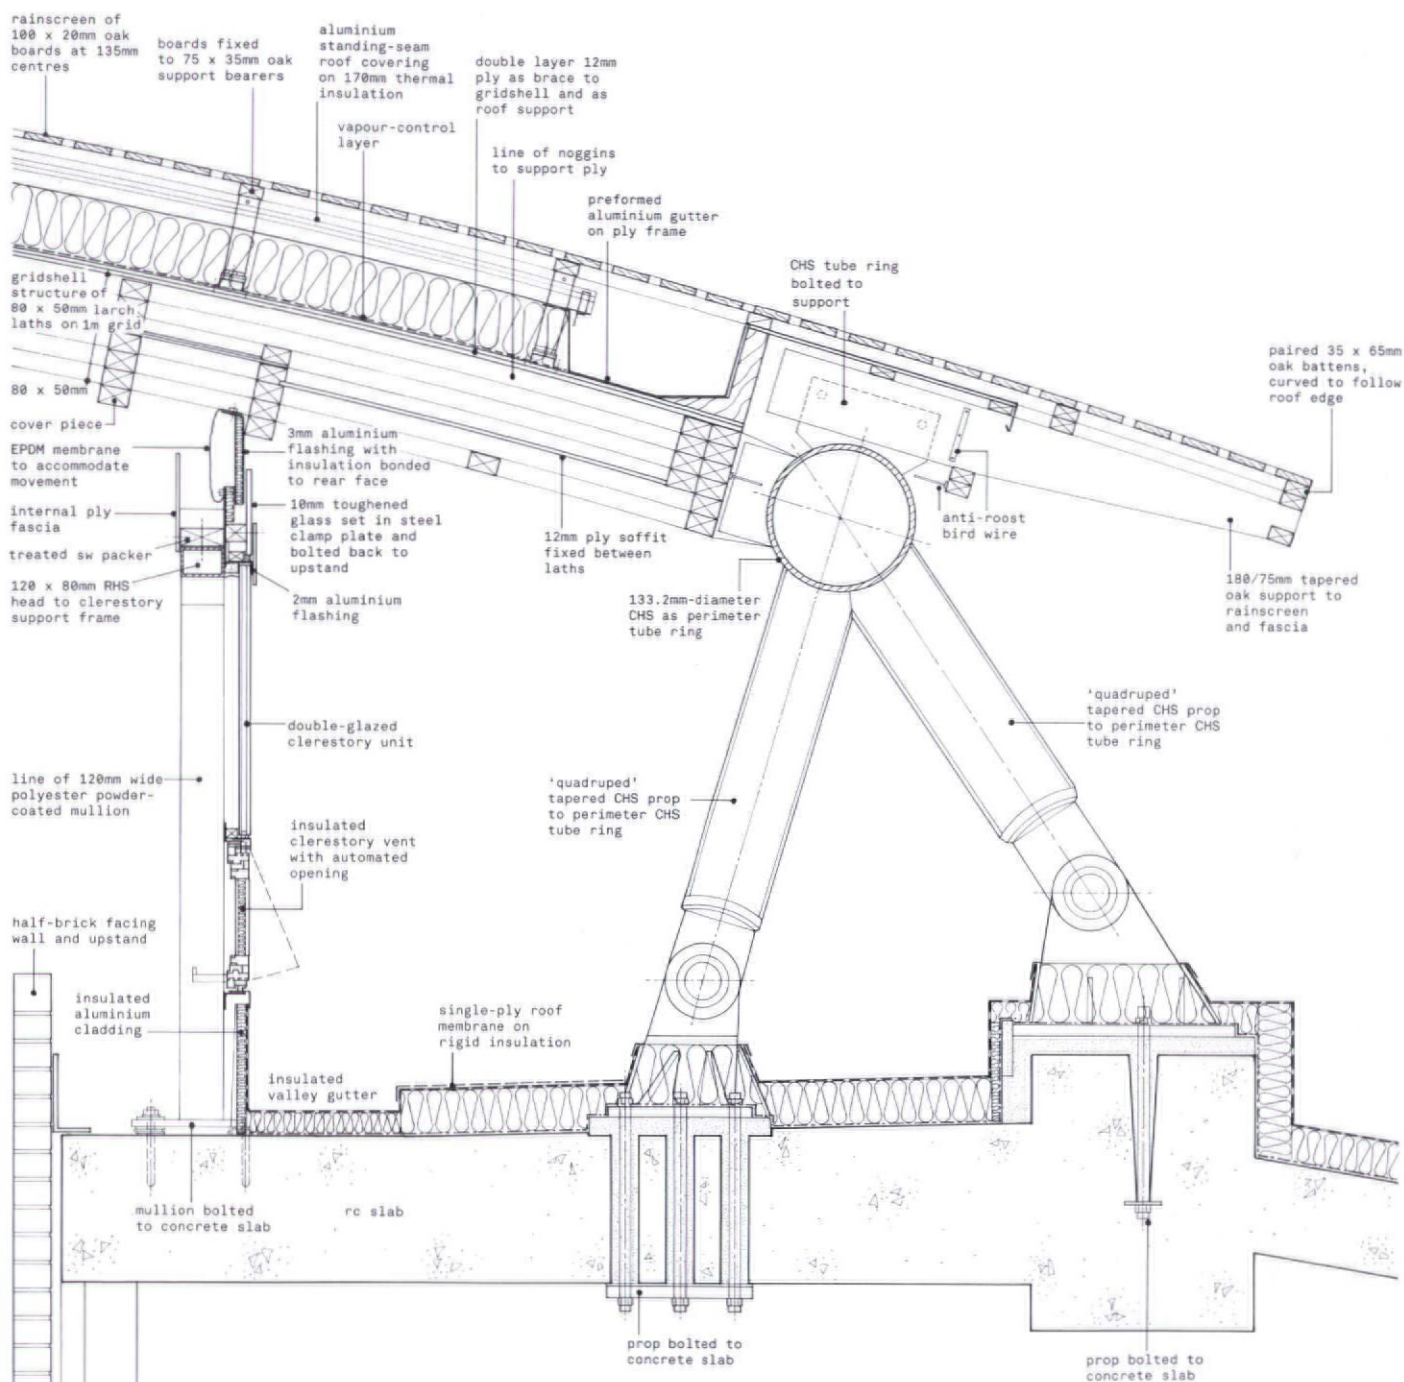 rainscreen of
100 x 20mm oak
boards at 135mm
centres
boards fixed
to 75 x 35mm oak
support bearers
aluminium
standing-seam
roof covering
on 170mm thermal
insulation
vapour-control
layer
double layer 12mm
ply as brace to
gridshell and as
roof support
line of noggins
to support ply
preformed
aluminium gutter
on ply frame
CHS tube ring
bolted to
support
paired 35 x 65mm
oak battens,
curved to follow
roof edge
gridshell
structure of
80 x 50mm larch
laths on 1m grid
80 x 50mm
cover piece
EPDM membrane
to accommodate
movement
internal ply
fascia
treated sw packer
120 x 80mm RHS
head to clerestory
support frame
3mm aluminium
flashing with
insulation bonded
to rear face
10mm toughened
glass set in steel
clamp plate and
bolted back to
upstand
2mm aluminium
flashing
12mm ply soffit
fixed between
laths
133.2mm-diameter
CHS as perimeter
tube ring
anti-roost
bird wire
180/75mm tapered
oak support to
rainscreen
and fascia
double-glazed
clerestory unit
line of 120mm wide
polyester powder-
coated mullion
insulated
clerestory vent
with automated
opening
'quadruped'
tapered CHS prop
to perimeter CHS
tube ring
'quadruped'
tapered CHS prop
to perimeter CHS
tube ring
half-brick facing
wall and upstand
insulated
aluminium
cladding
insulated
valley gutter
single-ply roof
membrane on
rigid insulation
mullion bolted
to concrete slab
rc slab
prop bolted to
concrete slab
prop bolted to
concrete slab